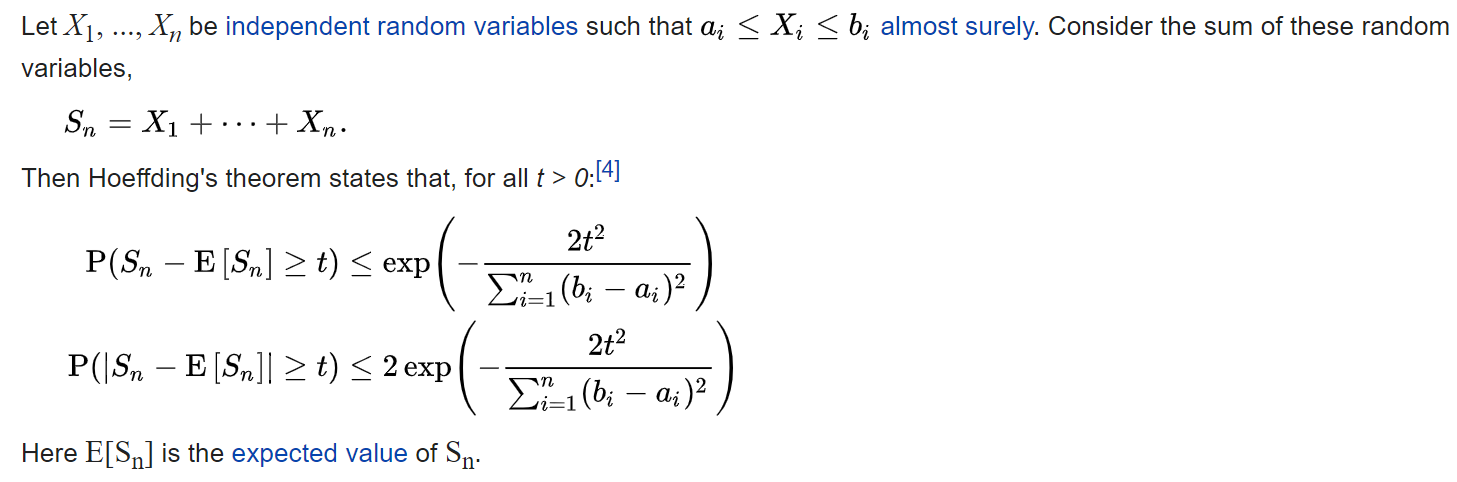 Let X₁, ..., Xₙ be independent random variables such that aᵢ ≤ Xᵢ ≤ bᵢ almost surely. Consider the sum of these random
variables,
Sₙ = X₁ + ⋯ + Xₙ.
Then Hoeffding's theorem states that, for all t > 0:[4]
P(Sₙ − E[Sₙ] ≥ t) ≤ exp(−2t² / ∑ⁿᵢ₌₁(bᵢ − aᵢ)²)
P(|Sₙ − E[Sₙ]| ≥ t) ≤ 2 exp(−2t² / ∑ⁿᵢ₌₁(bᵢ − aᵢ)²)
Here E[Sₙ] is the expected value of Sₙ.